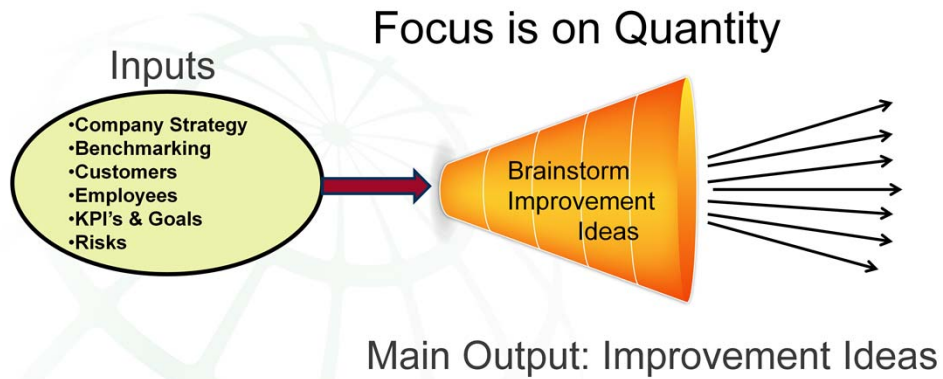 Focus is on Quantity
Inputs
•Company Strategy
•Benchmarking
•Customers
•Employees
•KPI's & Goals
•Risks
Brainstorm
Improvement
Ideas
Main Output: Improvement Ideas